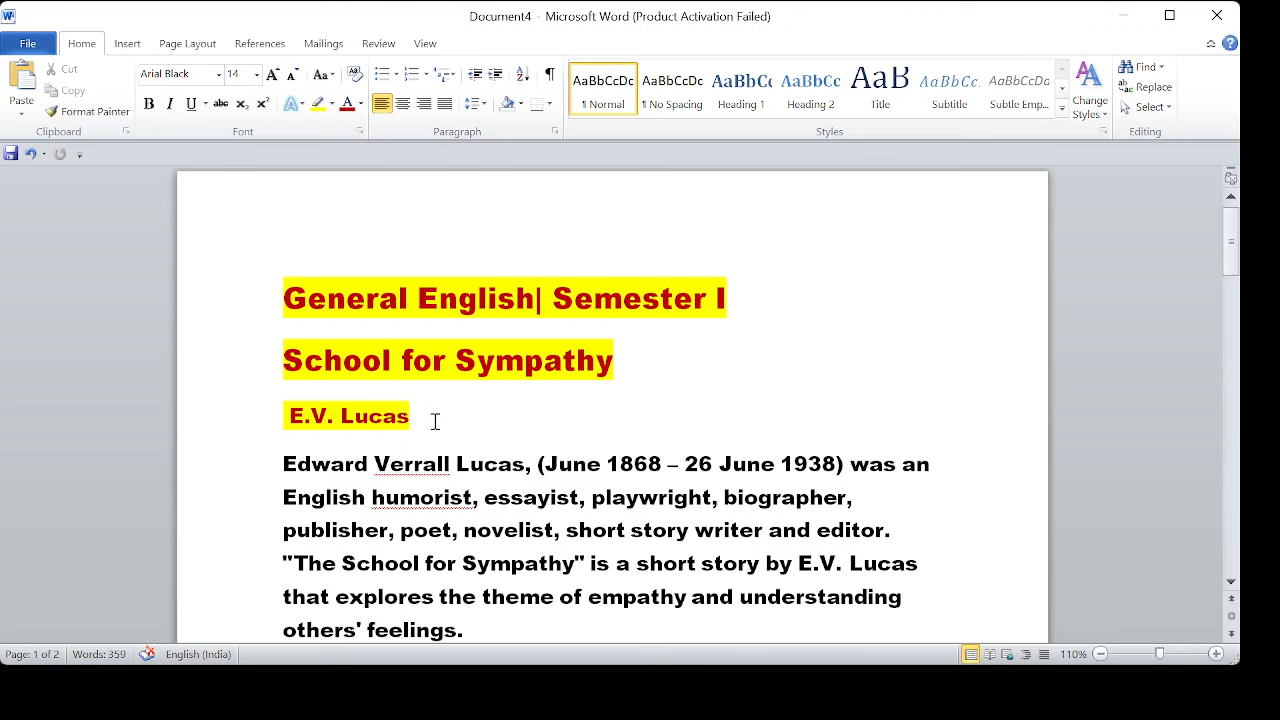 Document4 - Microsoft Word (Product Activation Failed)
File Home Insert Page Layout References Mailings Review View
Paste
Cut
Copy
Format Painter
Clipboard
Arial Black 14
Font
Paragraph
AaBbCcDc AaBbCcDc AaBbCc AaBbCc AaB AaBbCc. AaBbCcDc
¶ Normal ¶ No Spacing Heading 1 Heading 2 Title Subtitle Subtle Emp...
Change Styles
Styles
Find
Replace
Select
Editing
General English| Semester I
School for Sympathy
E.V. Lucas
Edward Verrall Lucas, (June 1868 – 26 June 1938) was an
English humorist, essayist, playwright, biographer,
publisher, poet, novelist, short story writer and editor.
"The School for Sympathy" is a short story by E.V. Lucas
that explores the theme of empathy and understanding
others' feelings.
Page: 1 of 2 Words: 359 English (India) 110%